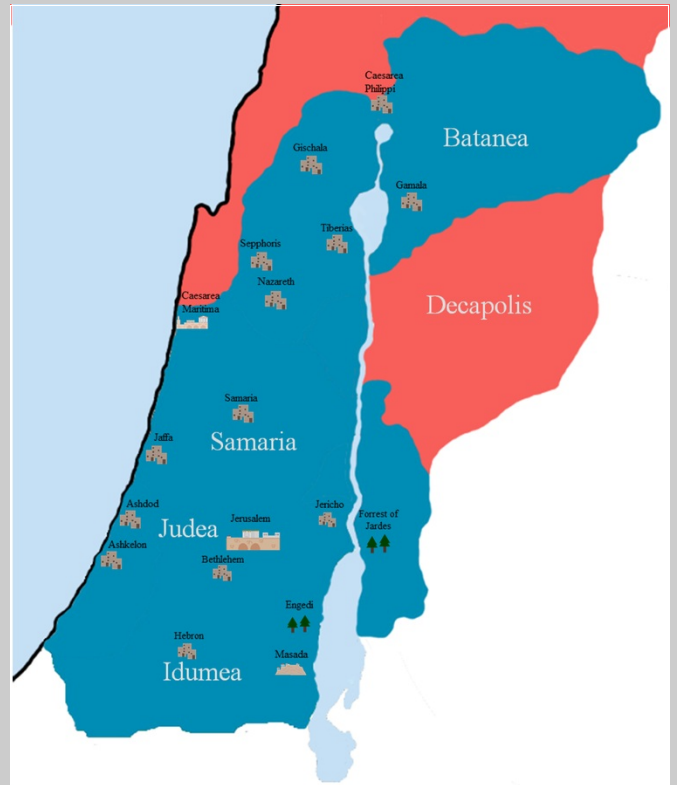 Caesarea
Philippi
Batanea
Gischala
Gamala
Tiberias
Sepphoris
Nazareth
Caesarea
Maritima
Decapolis
Samaria
Samaria
Jaffa
Ashdod
Jericho
Forrest of
Jardes
Judea
Jerusalem
Ashkelon
Bethlehem
Engedi
Hebron
Masada
Idumea